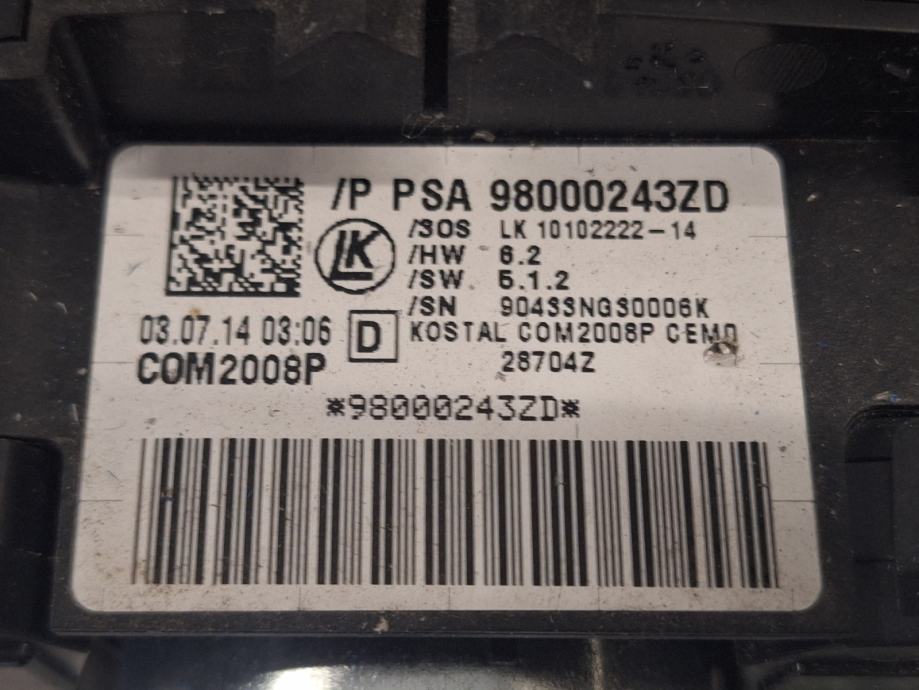 /P PSA 98000243ZD
/SOS LK 10102222-14
LK
/HW 6.2
/SW 5.1.2
/SN 90433NG30006K
03.07.14 03:06
D
KOSTAL COM2008P CEM0
COM2008P
28704Z
*98000243ZD*